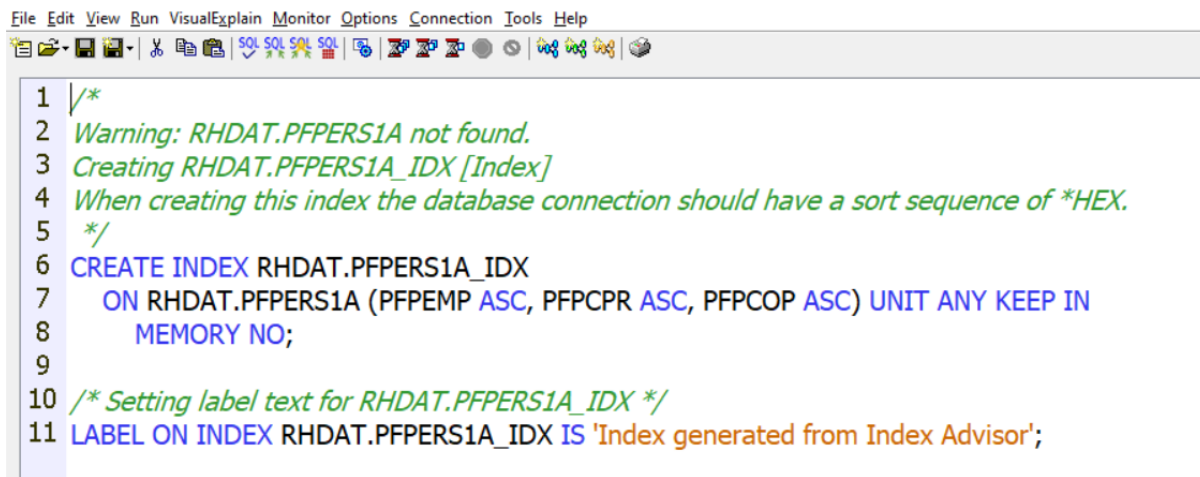 File Edit View Run VisualExplain Monitor Options Connection Tools Help
SQL SQL SQL SQL
1 /*
2 Warning: RHDAT.PFPERS1A not found.
3 Creating RHDAT.PFPERS1A_IDX [Index]
4 When creating this index the database connection should have a sort sequence of *HEX.
5 */
6 CREATE INDEX RHDAT.PFPERS1A_IDX
7 ON RHDAT.PFPERS1A (PFPEMP ASC, PFPCPR ASC, PFPCOP ASC) UNIT ANY KEEP IN
8 MEMORY NO;
9
10 /* Setting label text for RHDAT.PFPERS1A_IDX */
11 LABEL ON INDEX RHDAT.PFPERS1A_IDX IS 'Index generated from Index Advisor';